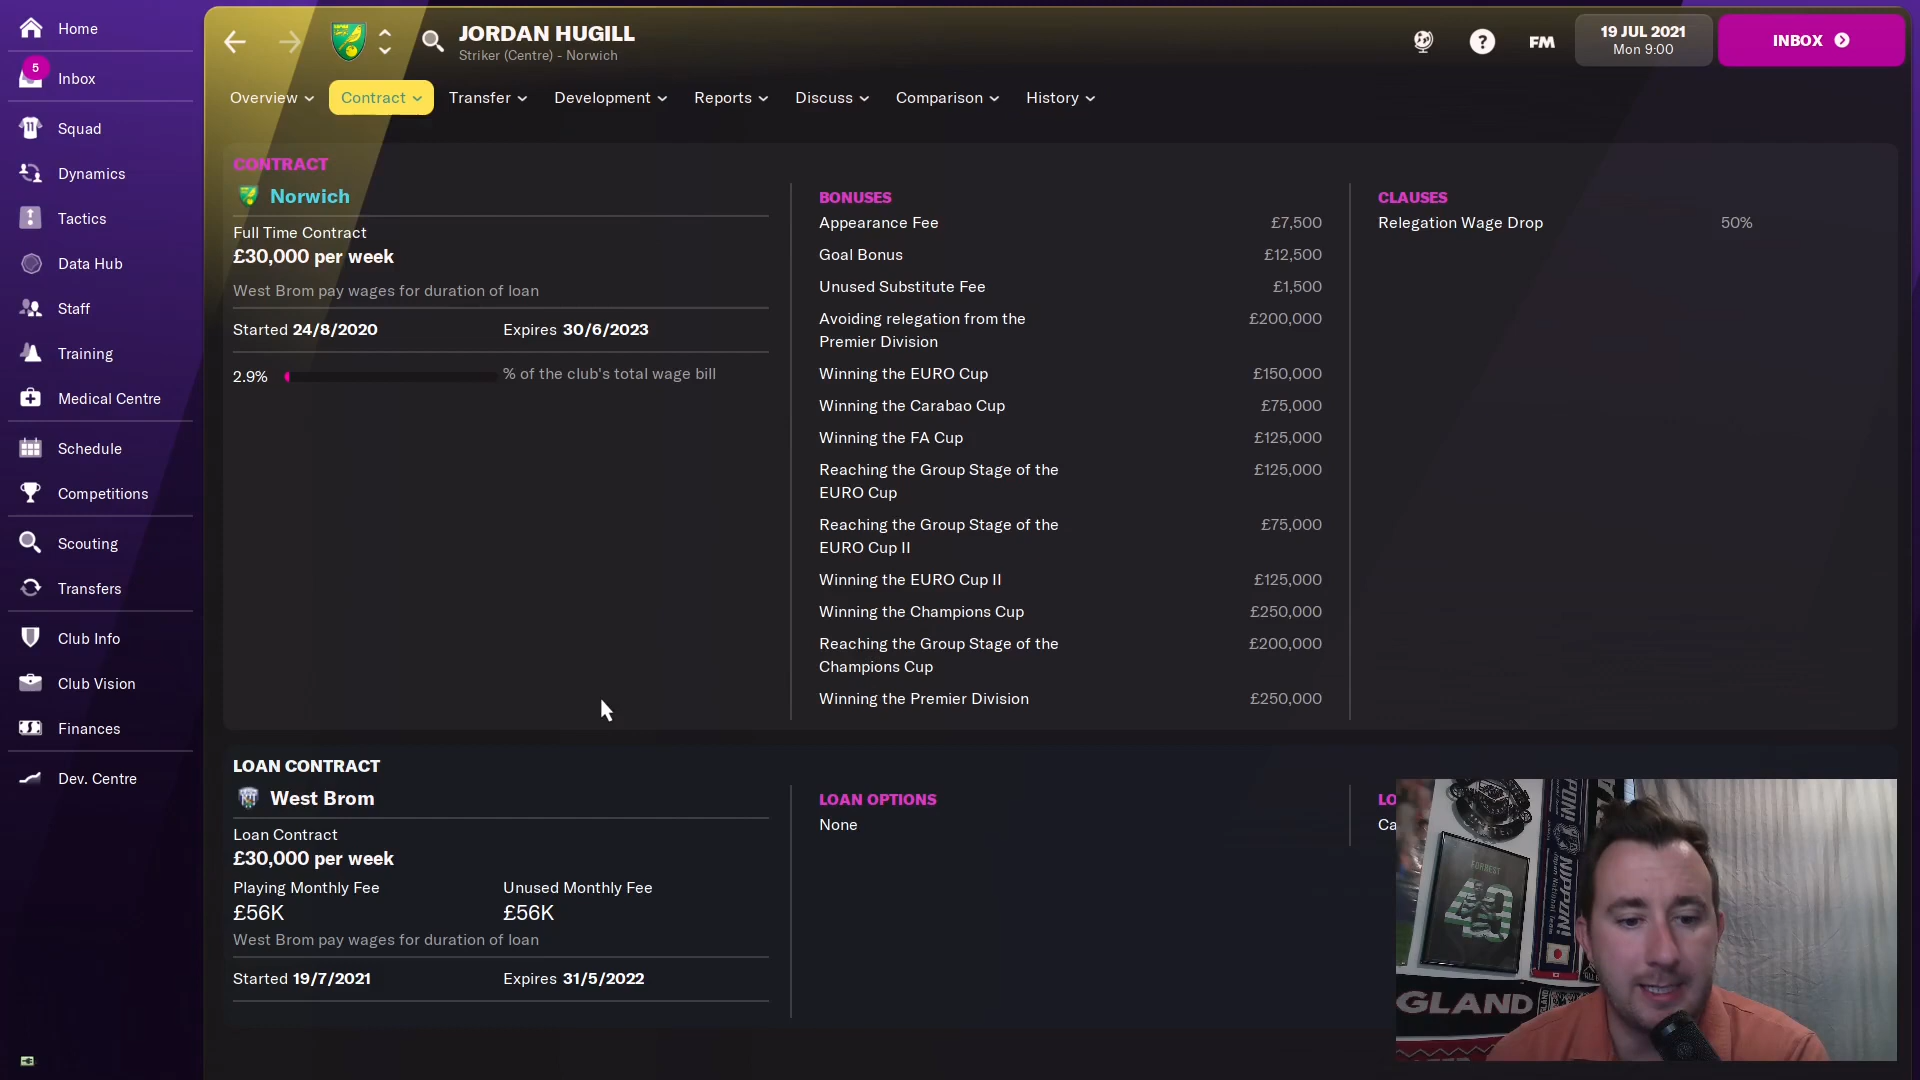 Home
5
Inbox
Squad
Dynamics
Tactics
Data Hub
Staff
Training
Medical Centre
Schedule
Competitions
Scouting
Transfers
Club Info
Club Vision
Finances
Dev. Centre
JORDAN HUGILL
Striker (Centre) - Norwich
FM
19 JUL 2021
Mon 9:00
INBOX
Overview
Contract
Transfer
Development
Reports
Discuss
Comparison
History
CONTRACT
Norwich
Full Time Contract
£30,000 per week
West Brom pay wages for duration of loan
Started 24/8/2020 Expires 30/6/2023
2.9% % of the club's total wage bill
BONUSES
Appearance Fee £7,500
Goal Bonus £12,500
Unused Substitute Fee £1,500
Avoiding relegation from the £200,000
Premier Division
Winning the EURO Cup £150,000
Winning the Carabao Cup £75,000
Winning the FA Cup £125,000
Reaching the Group Stage of the £125,000
EURO Cup
Reaching the Group Stage of the £75,000
EURO Cup II
Winning the EURO Cup II £125,000
Winning the Champions Cup £250,000
Reaching the Group Stage of the £200,000
Champions Cup
Winning the Premier Division £250,000
CLAUSES
Relegation Wage Drop 50%
LOAN CONTRACT
West Brom
Loan Contract
£30,000 per week
Playing Monthly Fee Unused Monthly Fee
£56K £56K
West Brom pay wages for duration of loan
Started 19/7/2021 Expires 31/5/2022
LOAN OPTIONS
None
LO
Ca
FORREST
49
NIPPON!
GLAND